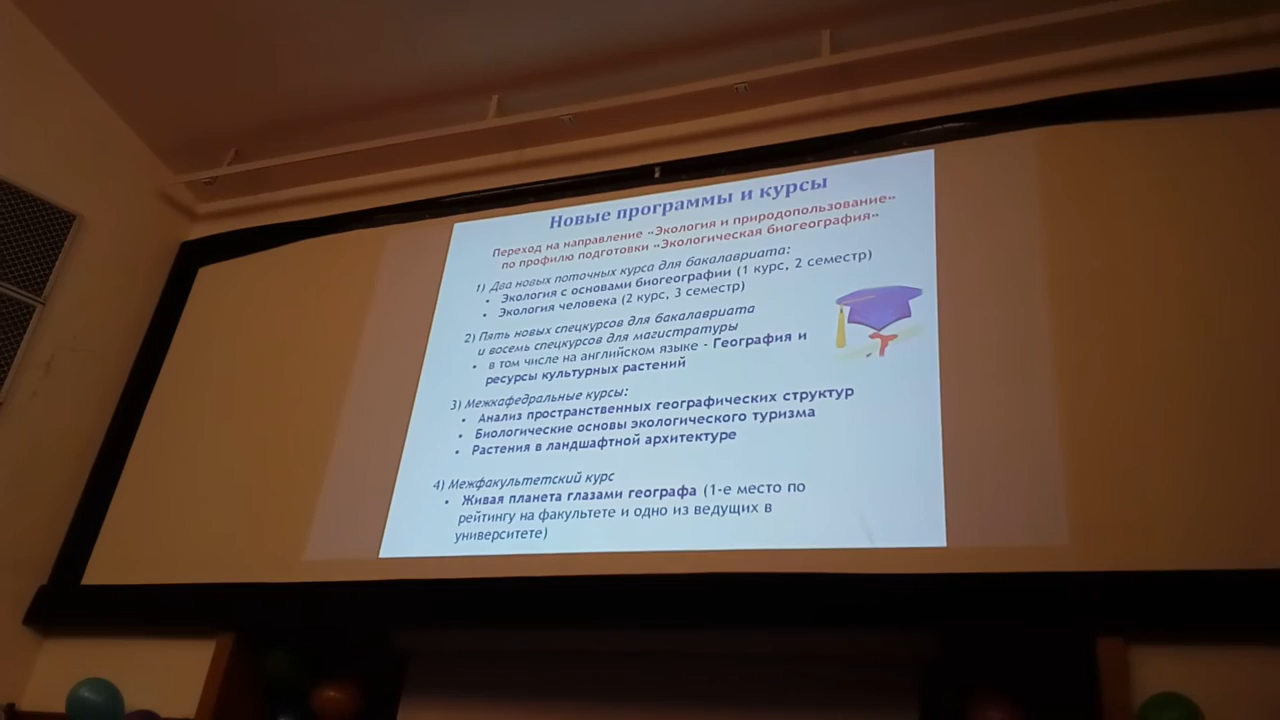 Новые программы и курсы
Переход на направление «Экология и природопользование»
по профилю подготовки «Экологическая биогеография»
1) Два новых поточных курса для бакалавриата:
• Экология с основами биогеографии (1 курс, 2 семестр)
• Экология человека (2 курс, 3 семестр)
2) Пять новых спецкурсов для бакалавриата
и восемь спецкурсов для магистратуры
• в том числе на английском языке - География и
ресурсы культурных растений
3) Межкафедральные курсы:
• Анализ пространственных географических структур
• Биологические основы экологического туризма
• Растения в ландшафтной архитектуре
4) Межфакультетский курс
• Живая планета глазами географа (1-е место по
рейтингу на факультете и одно из ведущих в
университете)